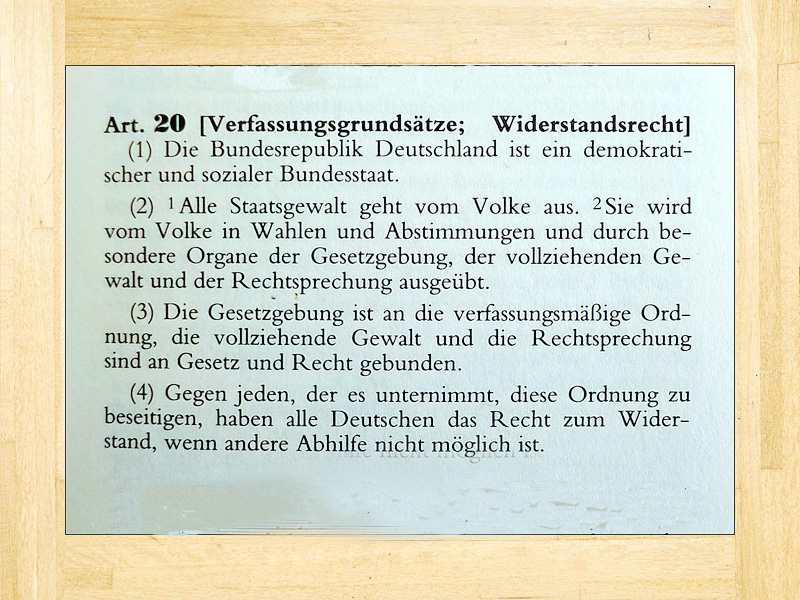 Art. 20 [Verfassungsgrundsätze; Widerstandsrecht]
(1) Die Bundesrepublik Deutschland ist ein demokrati-
scher und sozialer Bundesstaat.
(2) ¹Alle Staatsgewalt geht vom Volke aus. ²Sie wird
vom Volke in Wahlen und Abstimmungen und durch be-
sondere Organe der Gesetzgebung, der vollziehenden Ge-
walt und der Rechtsprechung ausgeübt.
(3) Die Gesetzgebung ist an die verfassungsmäßige Ord-
nung, die vollziehende Gewalt und die Rechtsprechung
sind an Gesetz und Recht gebunden.
(4) Gegen jeden, der es unternimmt, diese Ordnung zu
beseitigen, haben alle Deutschen das Recht zum Wider-
stand, wenn andere Abhilfe nicht möglich ist.